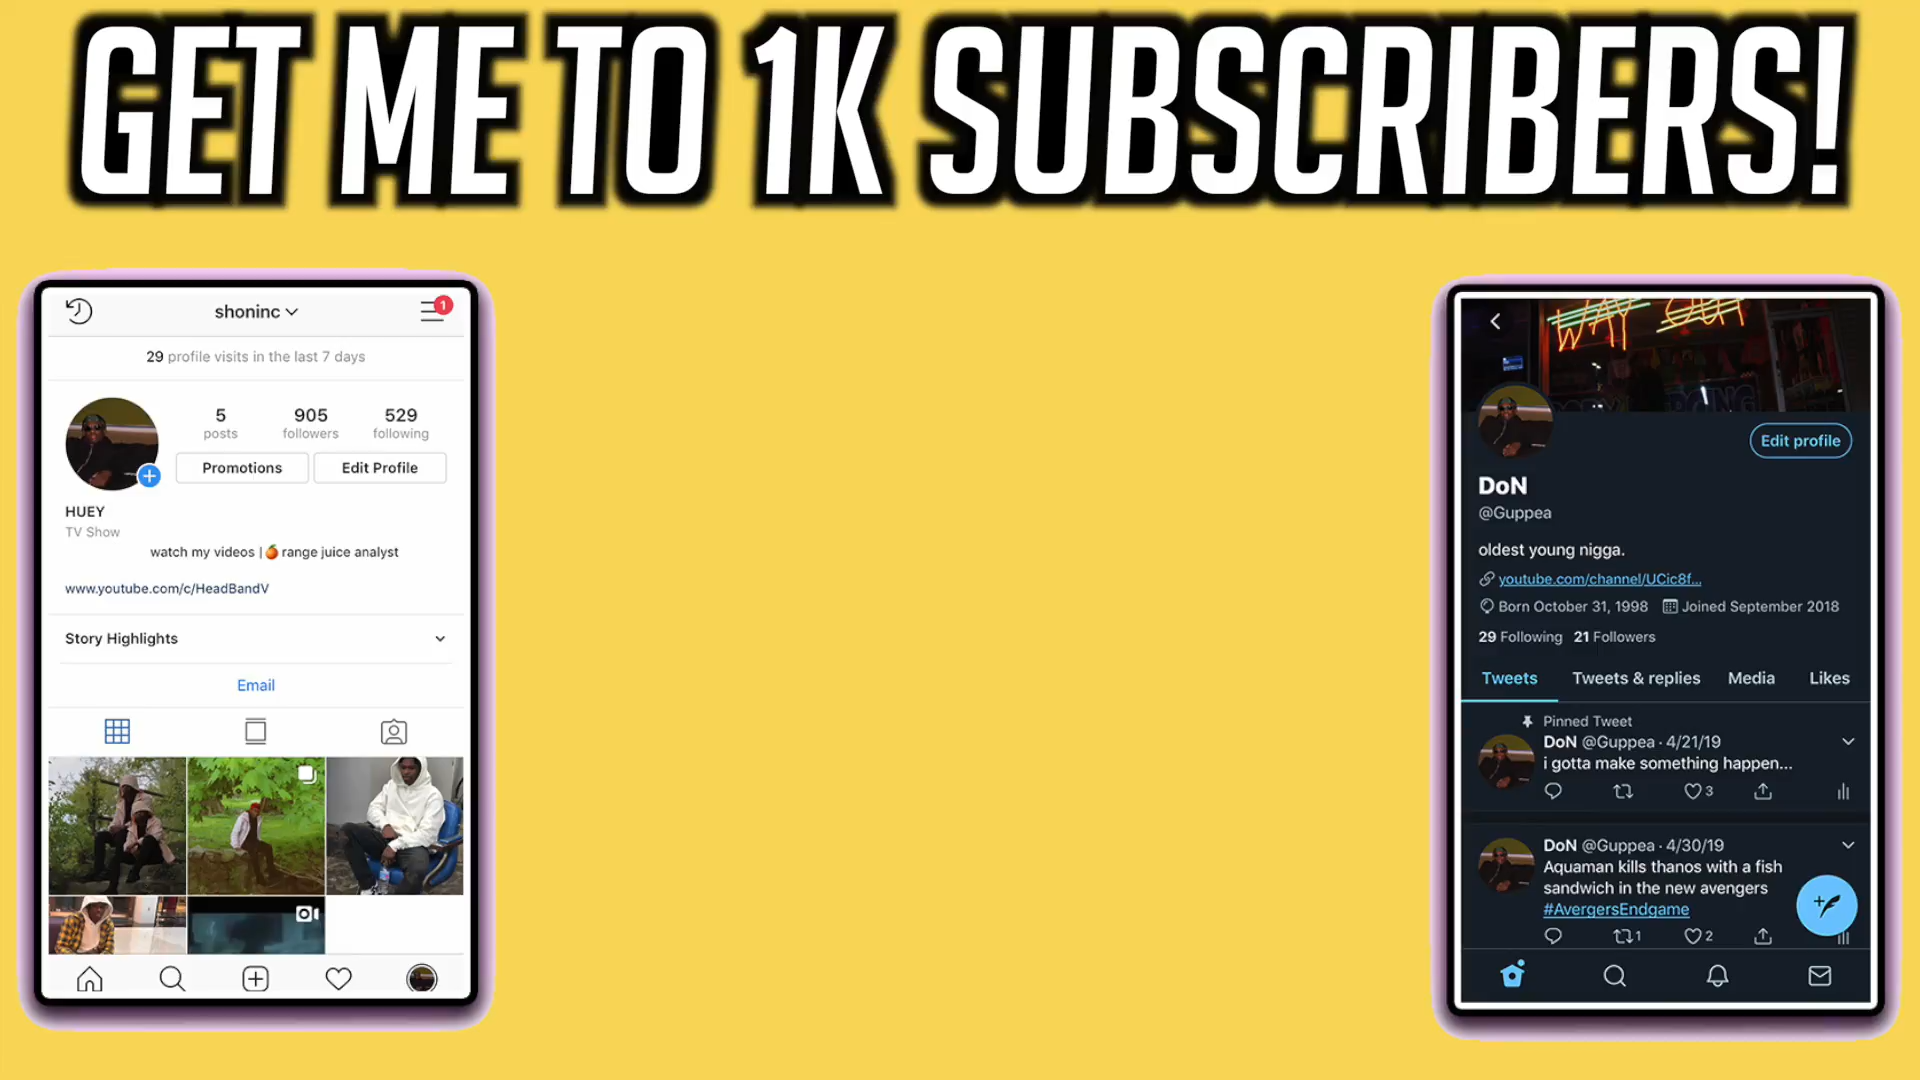 GET ME TO 1K SUBSCRIBERS!
shoninc
1
29 profile visits in the last 7 days
5 905 529
posts followers following
Promotions Edit Profile
HUEY
TV Show
watch my videos | 🍊 range juice analyst
www.youtube.com/c/HeadBandV
Story Highlights
Email
WAY OUT
Edit profile
DoN
@Guppea
oldest young nigga.
youtube.com/channel/UCic8f...
Born October 31, 1998 Joined September 2018
29 Following 21 Followers
Tweets Tweets & replies Media Likes
Pinned Tweet
DoN @Guppea · 4/21/19
i gotta make something happen...
3
DoN @Guppea · 4/30/19
Aquaman kills thanos with a fish
sandwich in the new avengers
#AvergersEndgame
1 2